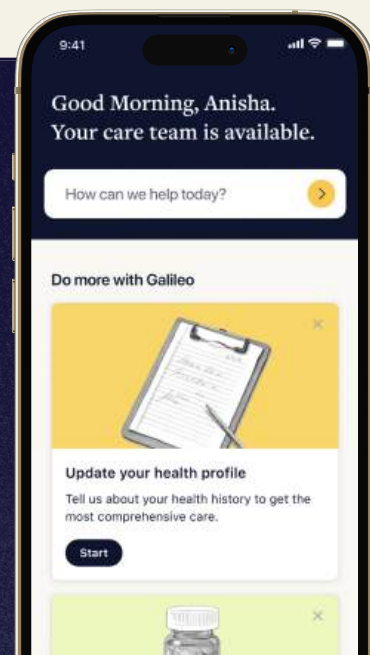 9:41
Good Morning, Anisha.
Your care team is available.
How can we help today?
Do more with Galileo
Update your health profile
Tell us about your health history to get the
most comprehensive care.
Start